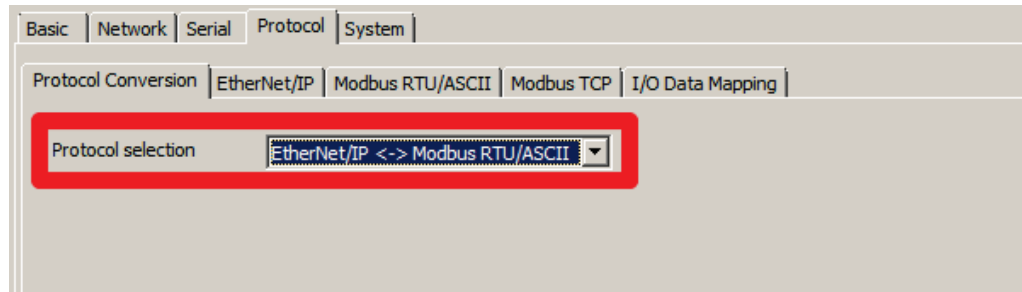 Basic Network Serial Protocol System
Protocol Conversion EtherNet/IP Modbus RTU/ASCII Modbus TCP I/O Data Mapping
Protocol selection EtherNet/IP <-> Modbus RTU/ASCII